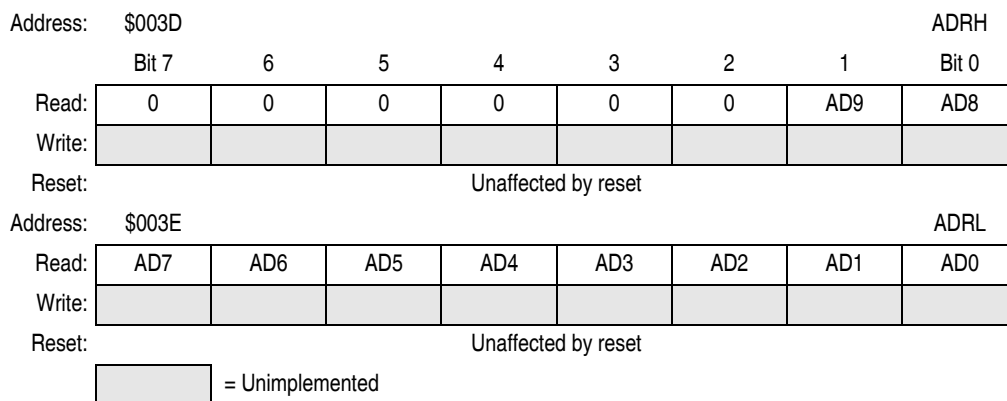 Address: $003D ADRH
Bit 7 6 5 4 3 2 1 Bit 0
Read: 0 0 0 0 0 0 AD9 AD8
Write:
Reset: Unaffected by reset
Address: $003E ADRL
Read: AD7 AD6 AD5 AD4 AD3 AD2 AD1 AD0
Write:
Reset: Unaffected by reset
= Unimplemented